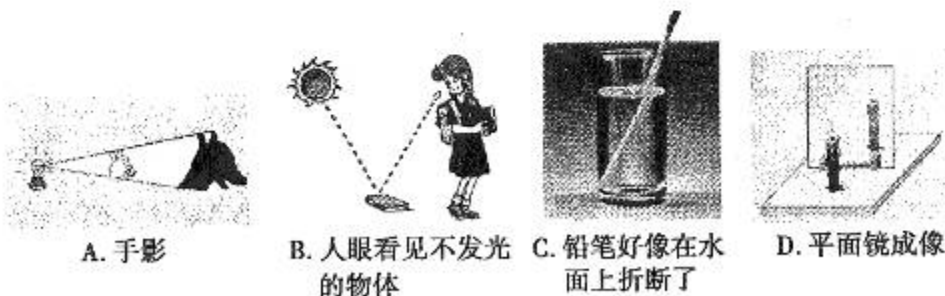 A. 手影
B. 人眼看见不发光
的物体
C. 铅笔好像在水
面上折断了
D. 平面镜成像